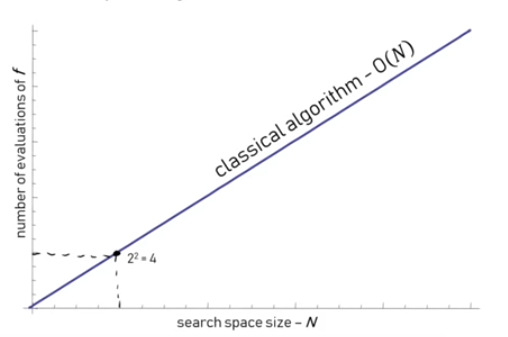 number of evaluations of f
classical algorithm – O(N)
2² = 4
search space size – N